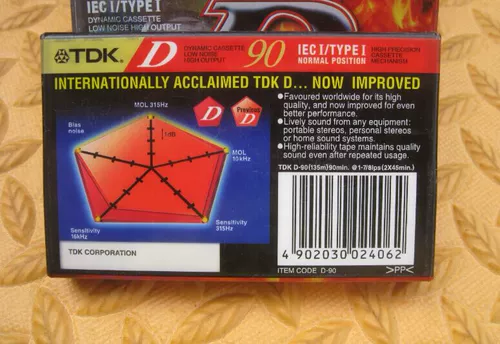 IEC I/TYPE I
DYNAMIC CASSETTE
LOW NOISE HIGH OUTPUT
TDK
D
DYNAMIC CASSETTE
LOW NOISE
HIGH OUTPUT
90
IEC I/TYPE I
NORMAL POSITION
HIGH PRECISION
CASSETTE
MECHANISM
INTERNATIONALLY ACCLAIMED TDK D... NOW IMPROVED
MOL 315Hz
Bias
noise
1dB
D
Previous
D
MOL
10kHz
Sensitivity
16kHz
Sensitivity
315Hz
●Favoured worldwide for its high
quality, and now improved for even
better performance.
●Lively sound from any equipment:
portable stereos, personal stereos
or home sound systems.
●High-reliability tape maintains quality
sound even after repeated usage.
TDK D-90(135m)90min. @1-7/8ips(2X45min.)
TDK CORPORATION
4 902030 024062
ITEM CODE D-90
>PP<